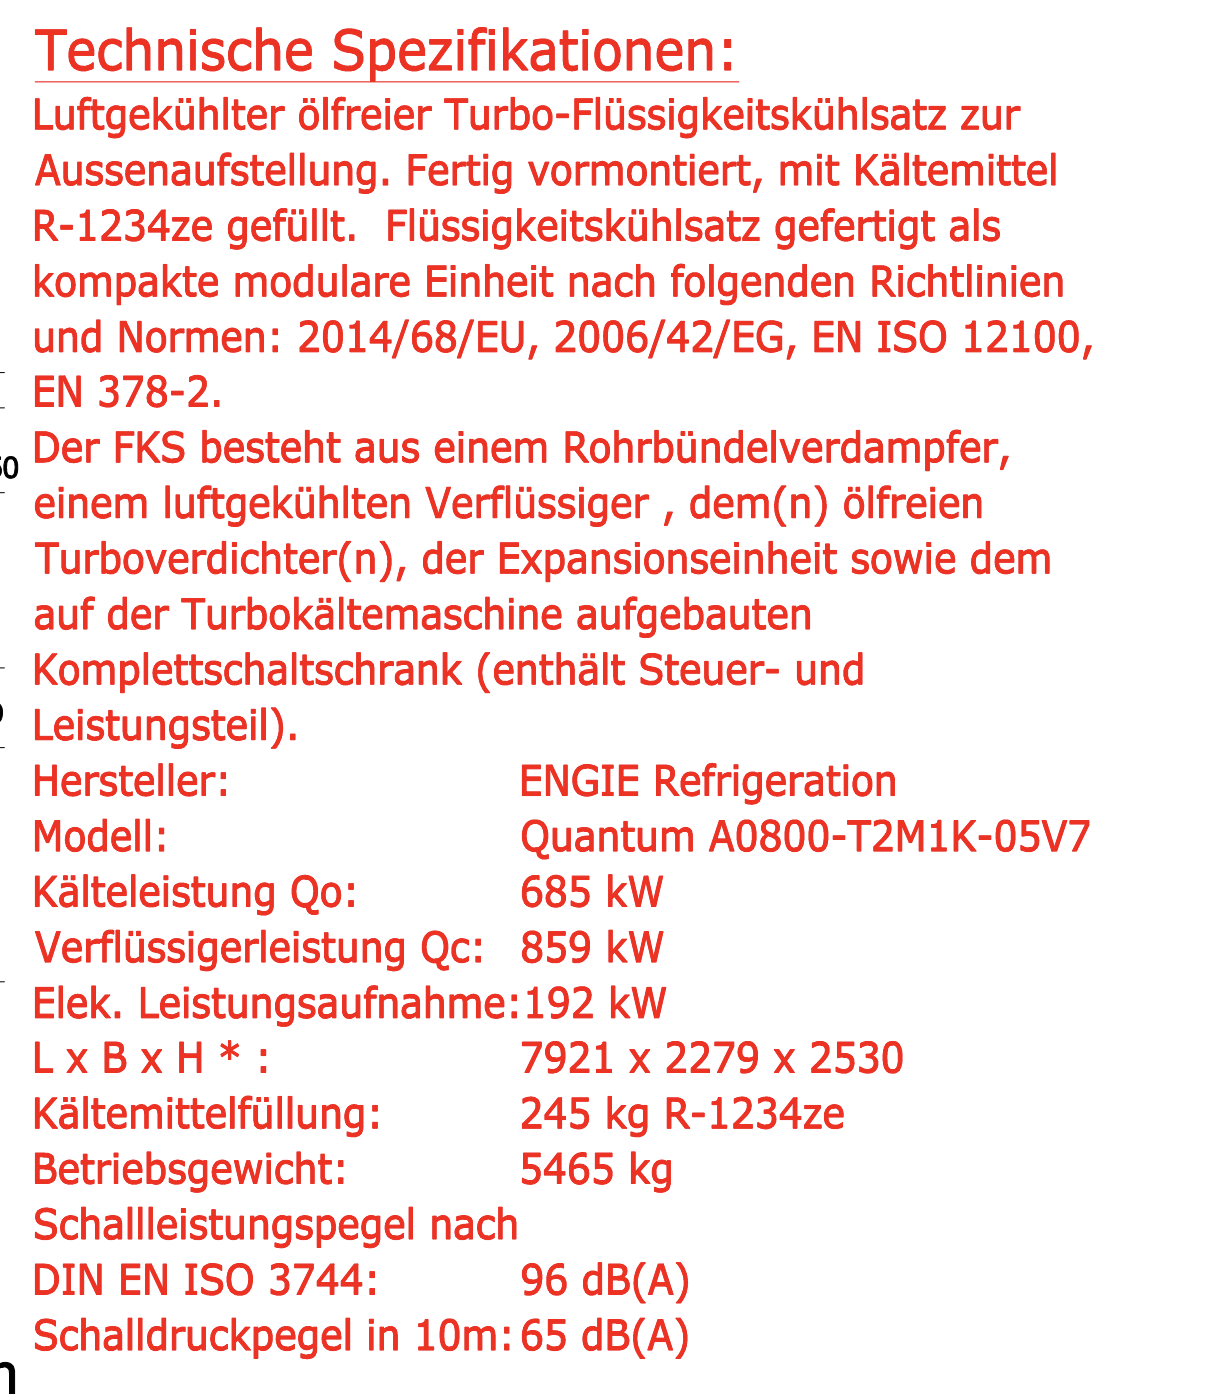 Technische Spezifikationen:
Luftgekühlter ölfreier Turbo-Flüssigkeitskühlsatz zur
Aussenaufstellung. Fertig vormontiert, mit Kältemittel
R-1234ze gefüllt.  Flüssigkeitskühlsatz gefertigt als
kompakte modulare Einheit nach folgenden Richtlinien
und Normen: 2014/68/EU, 2006/42/EG, EN ISO 12100,
EN 378-2.
Der FKS besteht aus einem Rohrbündelverdampfer,
einem luftgekühlten Verflüssiger , dem(n) ölfreien
Turboverdichter(n), der Expansionseinheit sowie dem
auf der Turbokältemaschine aufgebauten
Komplettschaltschrank (enthält Steuer- und
Leistungsteil).
Hersteller: ENGIE Refrigeration
Modell: Quantum A0800-T2M1K-05V7
Kälteleistung Qo: 685 kW
Verflüssigerleistung Qc: 859 kW
Elek. Leistungsaufnahme:192 kW
L x B x H * : 7921 x 2279 x 2530
Kältemittelfüllung: 245 kg R-1234ze
Betriebsgewicht: 5465 kg
Schallleistungspegel nach
DIN EN ISO 3744: 96 dB(A)
Schalldruckpegel in 10m: 65 dB(A)